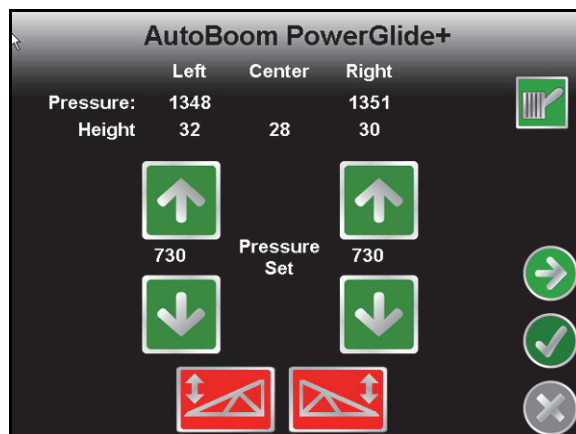 AutoBoom PowerGlide+
Left Center Right
Pressure: 1348 1351
Height 32 28 30
730 Pressure Set 730